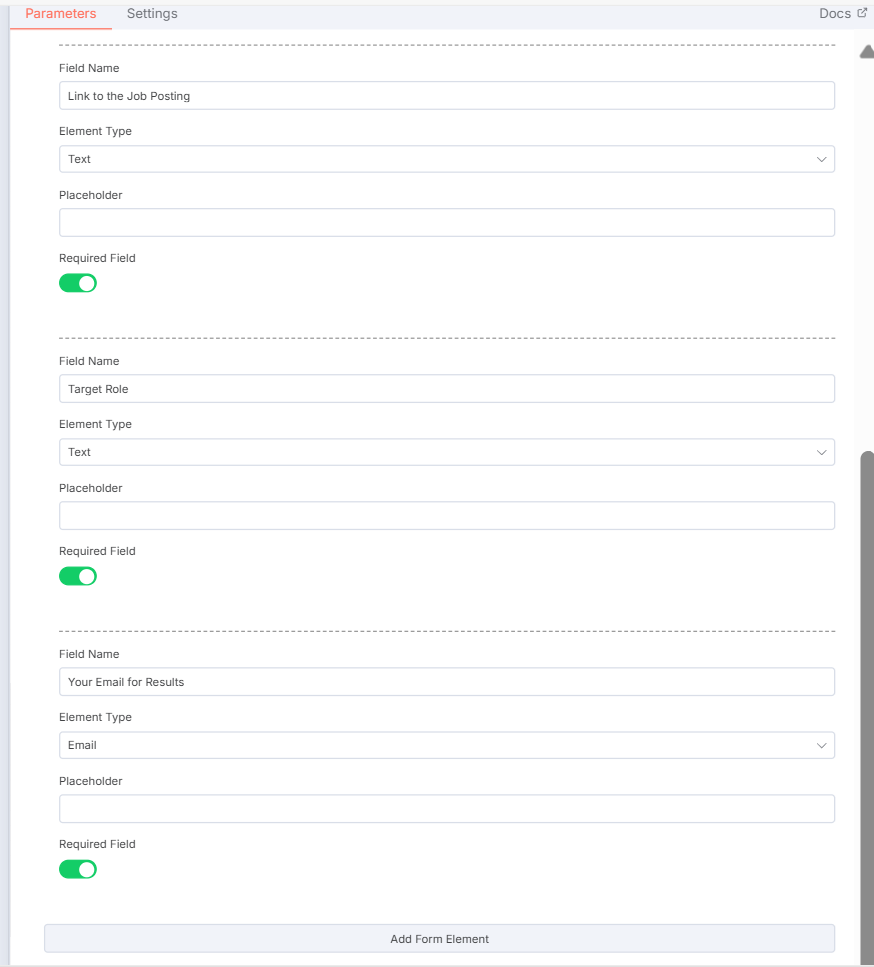 Parameters Settings Docs
Field Name
Link to the Job Posting
Element Type
Text
Placeholder
Required Field
Field Name
Target Role
Element Type
Text
Placeholder
Required Field
Field Name
Your Email for Results
Element Type
Email
Placeholder
Required Field
Add Form Element